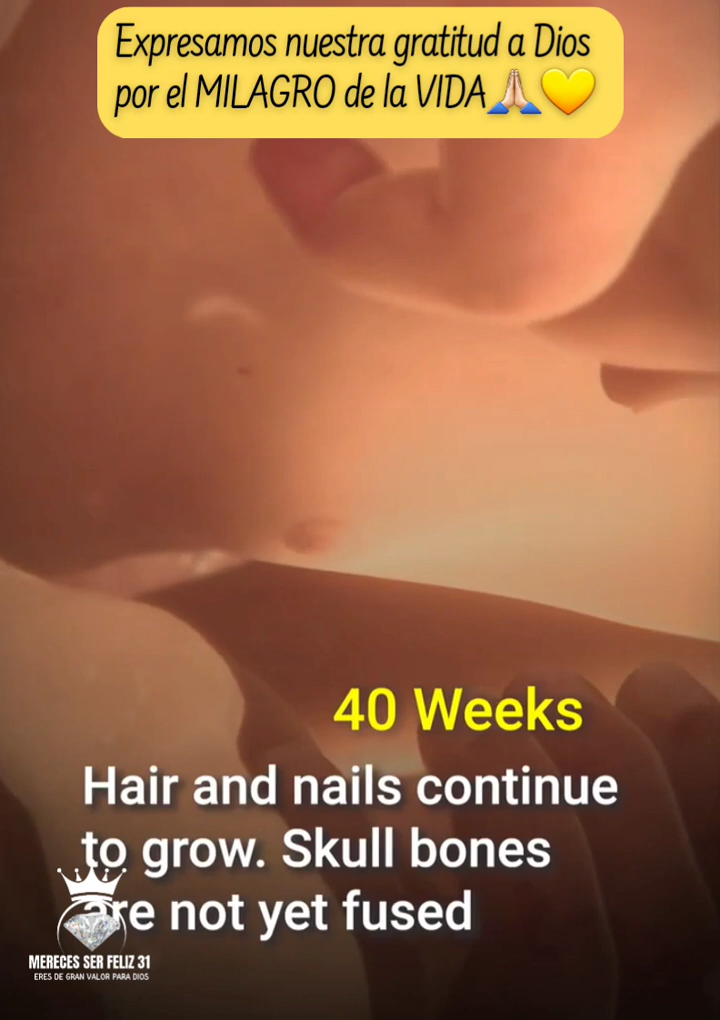 Expresamos nuestra gratitud a Dios
por el MILAGRO de la VIDA🙏🏻💛
40 Weeks
Hair and nails continue
to grow. Skull bones
are not yet fused
MERECES SER FELIZ 31
ERES DE GRAN VALOR PARA DIOS